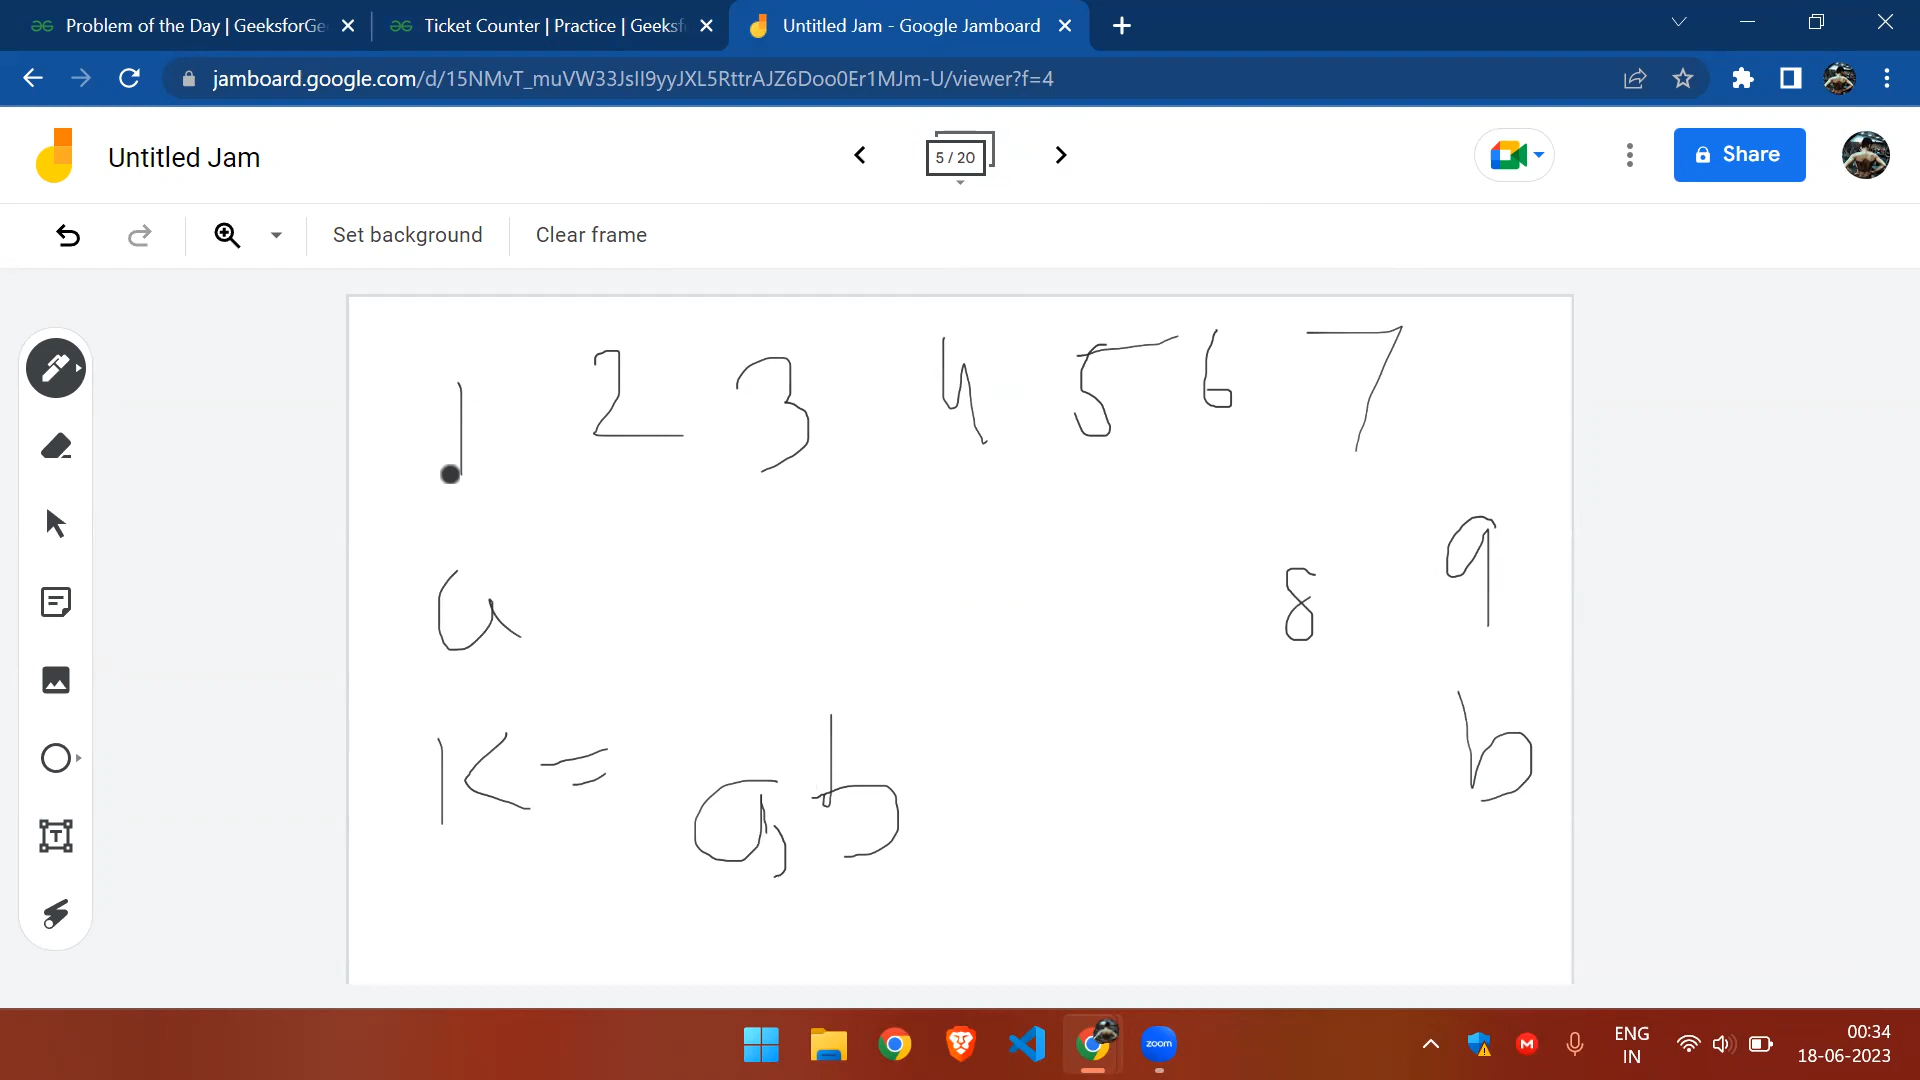 Problem of the Day | GeeksforGe
Ticket Counter | Practice | Geeksf
Untitled Jam - Google Jamboard
jamboard.google.com/d/15NMvT_muVW33JsII9yyJXL5RttrAJZ6Doo0Er1MJm-U/viewer?f=4
Untitled Jam
5 / 20
Share
Set background
Clear frame
1 2 3 4 5 6 7
a 8 9
K = a, b
b
zoom
ENG
IN
00:34
18-06-2023